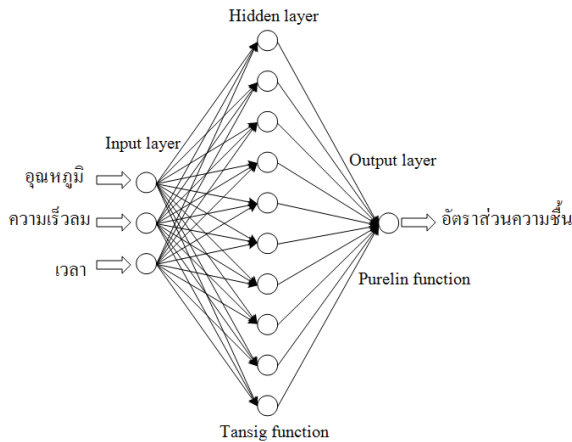 Hidden layer
Input layer
อุณหภูมิ
ความเร็วลม
เวลา
Output layer
อัตราส่วนความชื้น
Purelin function
Tansig function